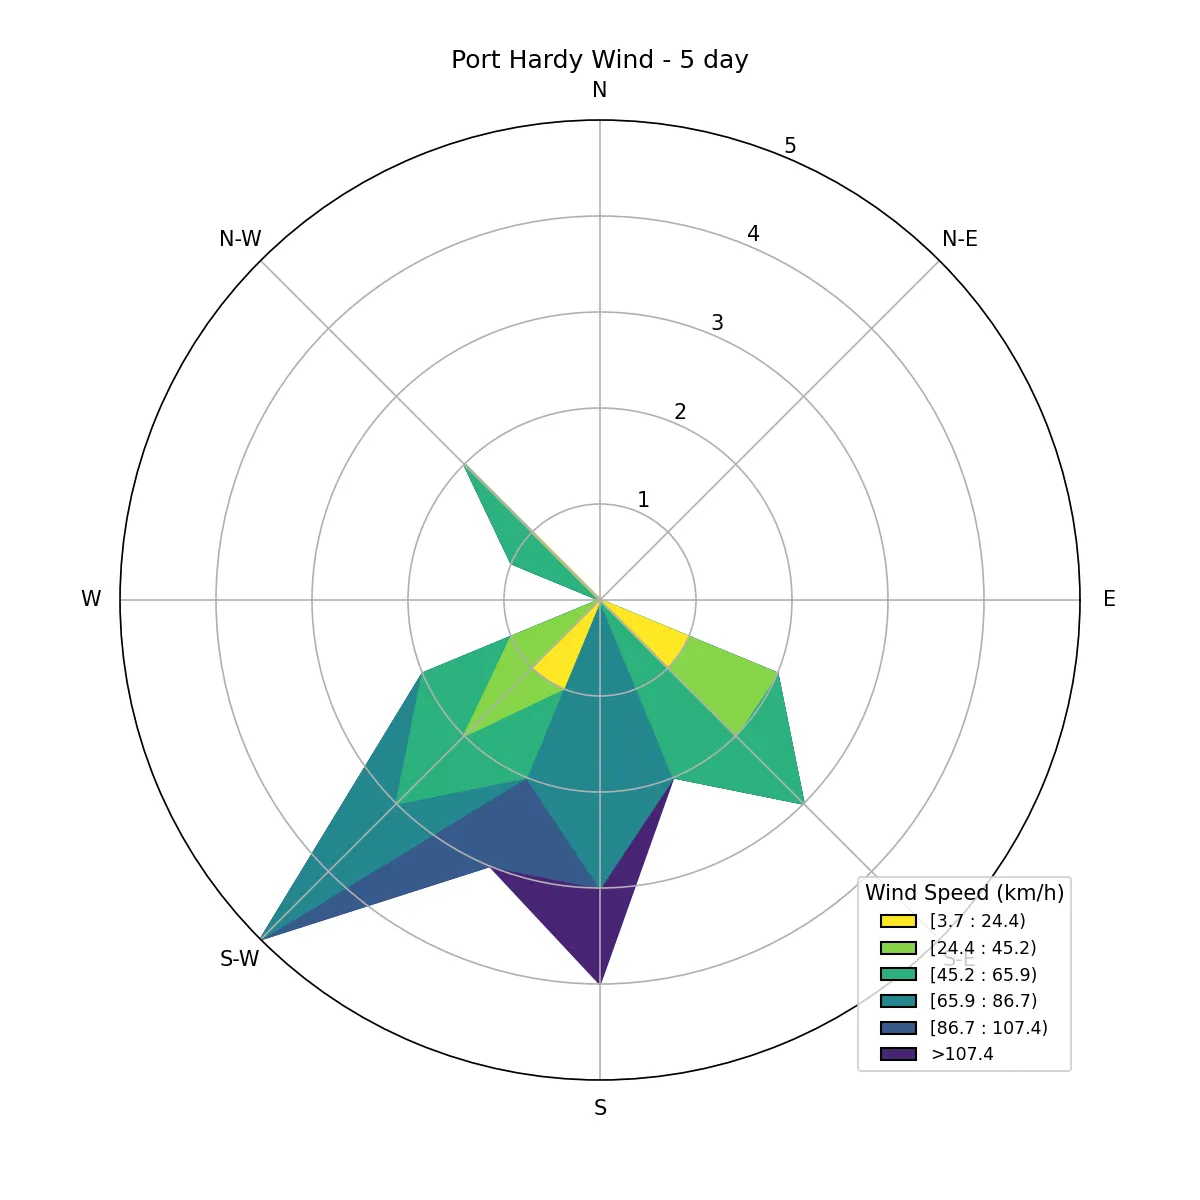 Port Hardy Wind - 5 day
N
5
N-W
4
N-E
3
2
1
W
E
S-W
S-E
S
Wind Speed (km/h)
[3.7 : 24.4)
[24.4 : 45.2)
[45.2 : 65.9)
[65.9 : 86.7)
[86.7 : 107.4)
>107.4